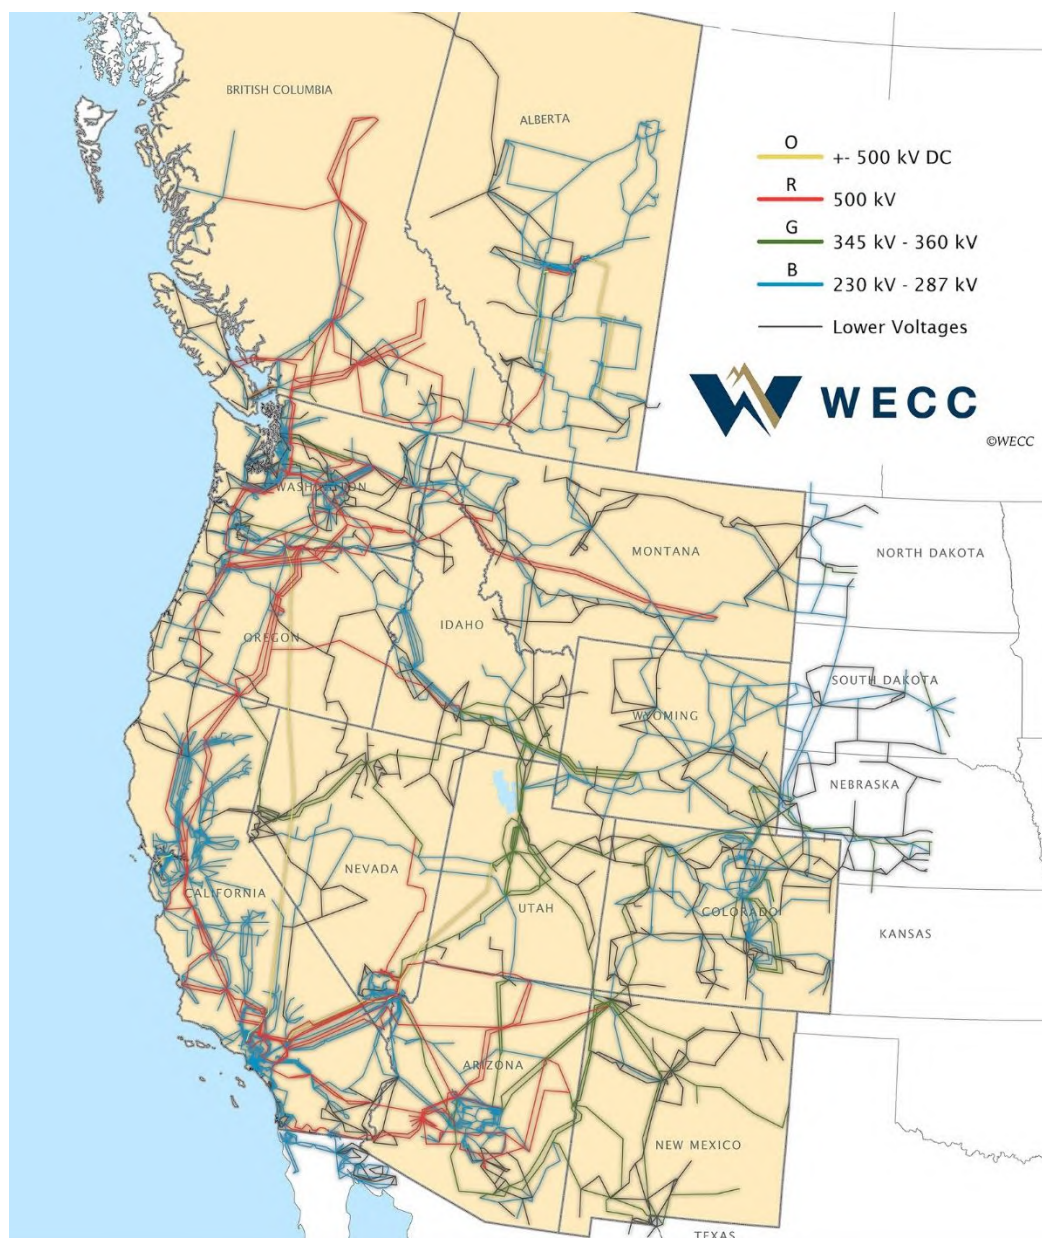 BRITISH COLUMBIA
ALBERTA
O
+- 500 kV DC
R
500 kV
G
345 kV - 360 kV
B
230 kV - 287 kV
Lower Voltages
WECC
©WECC
WASHINGTON
MONTANA
NORTH DAKOTA
OREGON
IDAHO
SOUTH DAKOTA
WYOMING
NEBRASKA
NEVADA
CALIFORNIA
UTAH
COLORADO
KANSAS
ARIZONA
NEW MEXICO
TEXAS